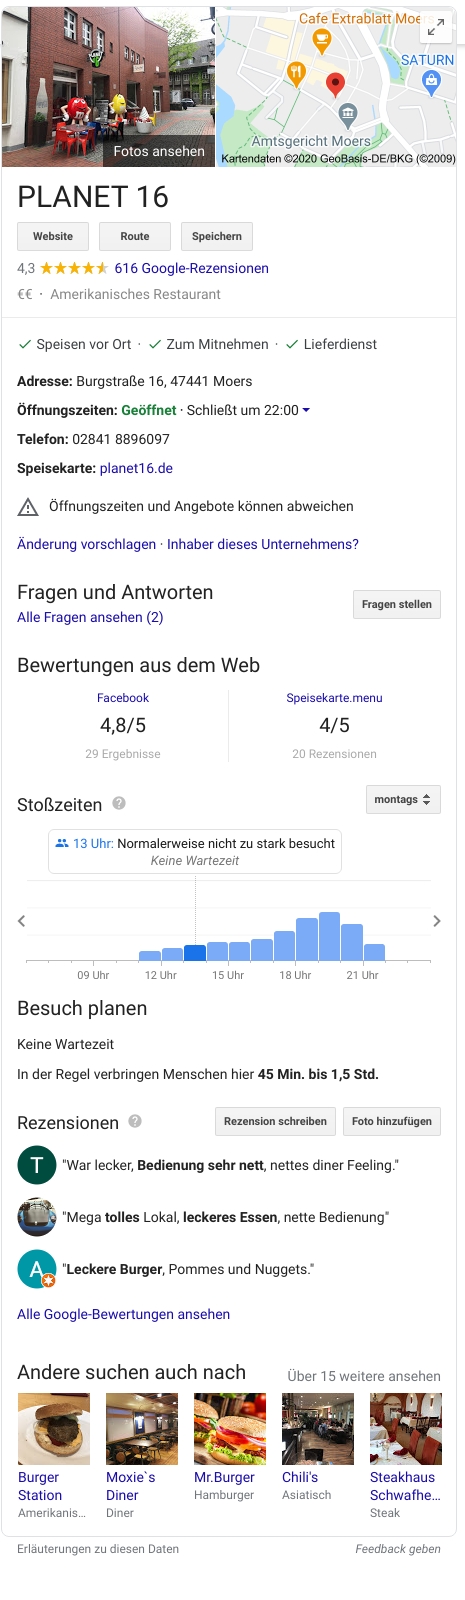 Cafe Extrablatt Moers
SATURN
Amtsgericht Moers
Fotos ansehen
Kartendaten ©2020 GeoBasis-DE/BKG (©2009)
PLANET 16
Website Route Speichern
4,3 616 Google-Rezensionen
€€ · Amerikanisches Restaurant
Speisen vor Ort · Zum Mitnehmen · Lieferdienst
Adresse: Burgstraße 16, 47441 Moers
Öffnungszeiten: Geöffnet · Schließt um 22:00
Telefon: 02841 8896097
Speisekarte: planet16.de
Öffnungszeiten und Angebote können abweichen
Änderung vorschlagen · Inhaber dieses Unternehmens?
Fragen und Antworten
Alle Fragen ansehen (2)
Fragen stellen
Bewertungen aus dem Web
Facebook Speisekarte.menu
4,8/5 4/5
29 Ergebnisse 20 Rezensionen
Stoßzeiten ? montags
13 Uhr: Normalerweise nicht zu stark besucht
Keine Wartezeit
09 Uhr 12 Uhr 15 Uhr 18 Uhr 21 Uhr
Besuch planen
Keine Wartezeit
In der Regel verbringen Menschen hier 45 Min. bis 1,5 Std.
Rezensionen ? Rezension schreiben Foto hinzufügen
T "War lecker, Bedienung sehr nett, nettes diner Feeling."
"Mega tolles Lokal, leckeres Essen, nette Bedienung"
A "Leckere Burger, Pommes und Nuggets."
Alle Google-Bewertungen ansehen
Andere suchen auch nach Über 15 weitere ansehen
Burger Station
Amerikanis...
Moxie`s Diner
Diner
Mr.Burger
Hamburger
Chili's
Asiatisch
Steakhaus Schwafhe...
Steak
Erläuterungen zu diesen Daten Feedback geben